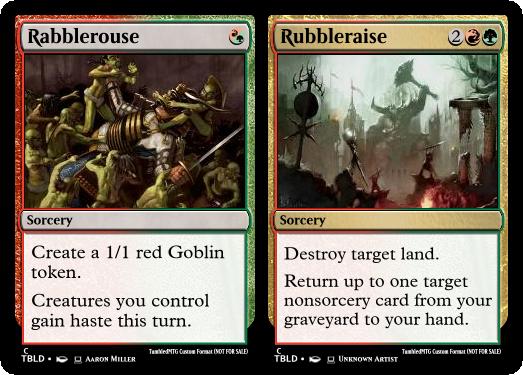 Rabblerouse
Sorcery
Create a 1/1 red Goblin
token.
Creatures you control
gain haste this turn.
C
TBLD • AARON MILLER
TumbledMTG Custom Format (NOT FOR SALE)
Rubbleraise
2
Sorcery
Destroy target land.
Return up to one target
nonsorcery card from your
graveyard to your hand.
C
TBLD • UNKNOWN ARTIST
TumbledMTG Custom Format (NOT FOR SALE)